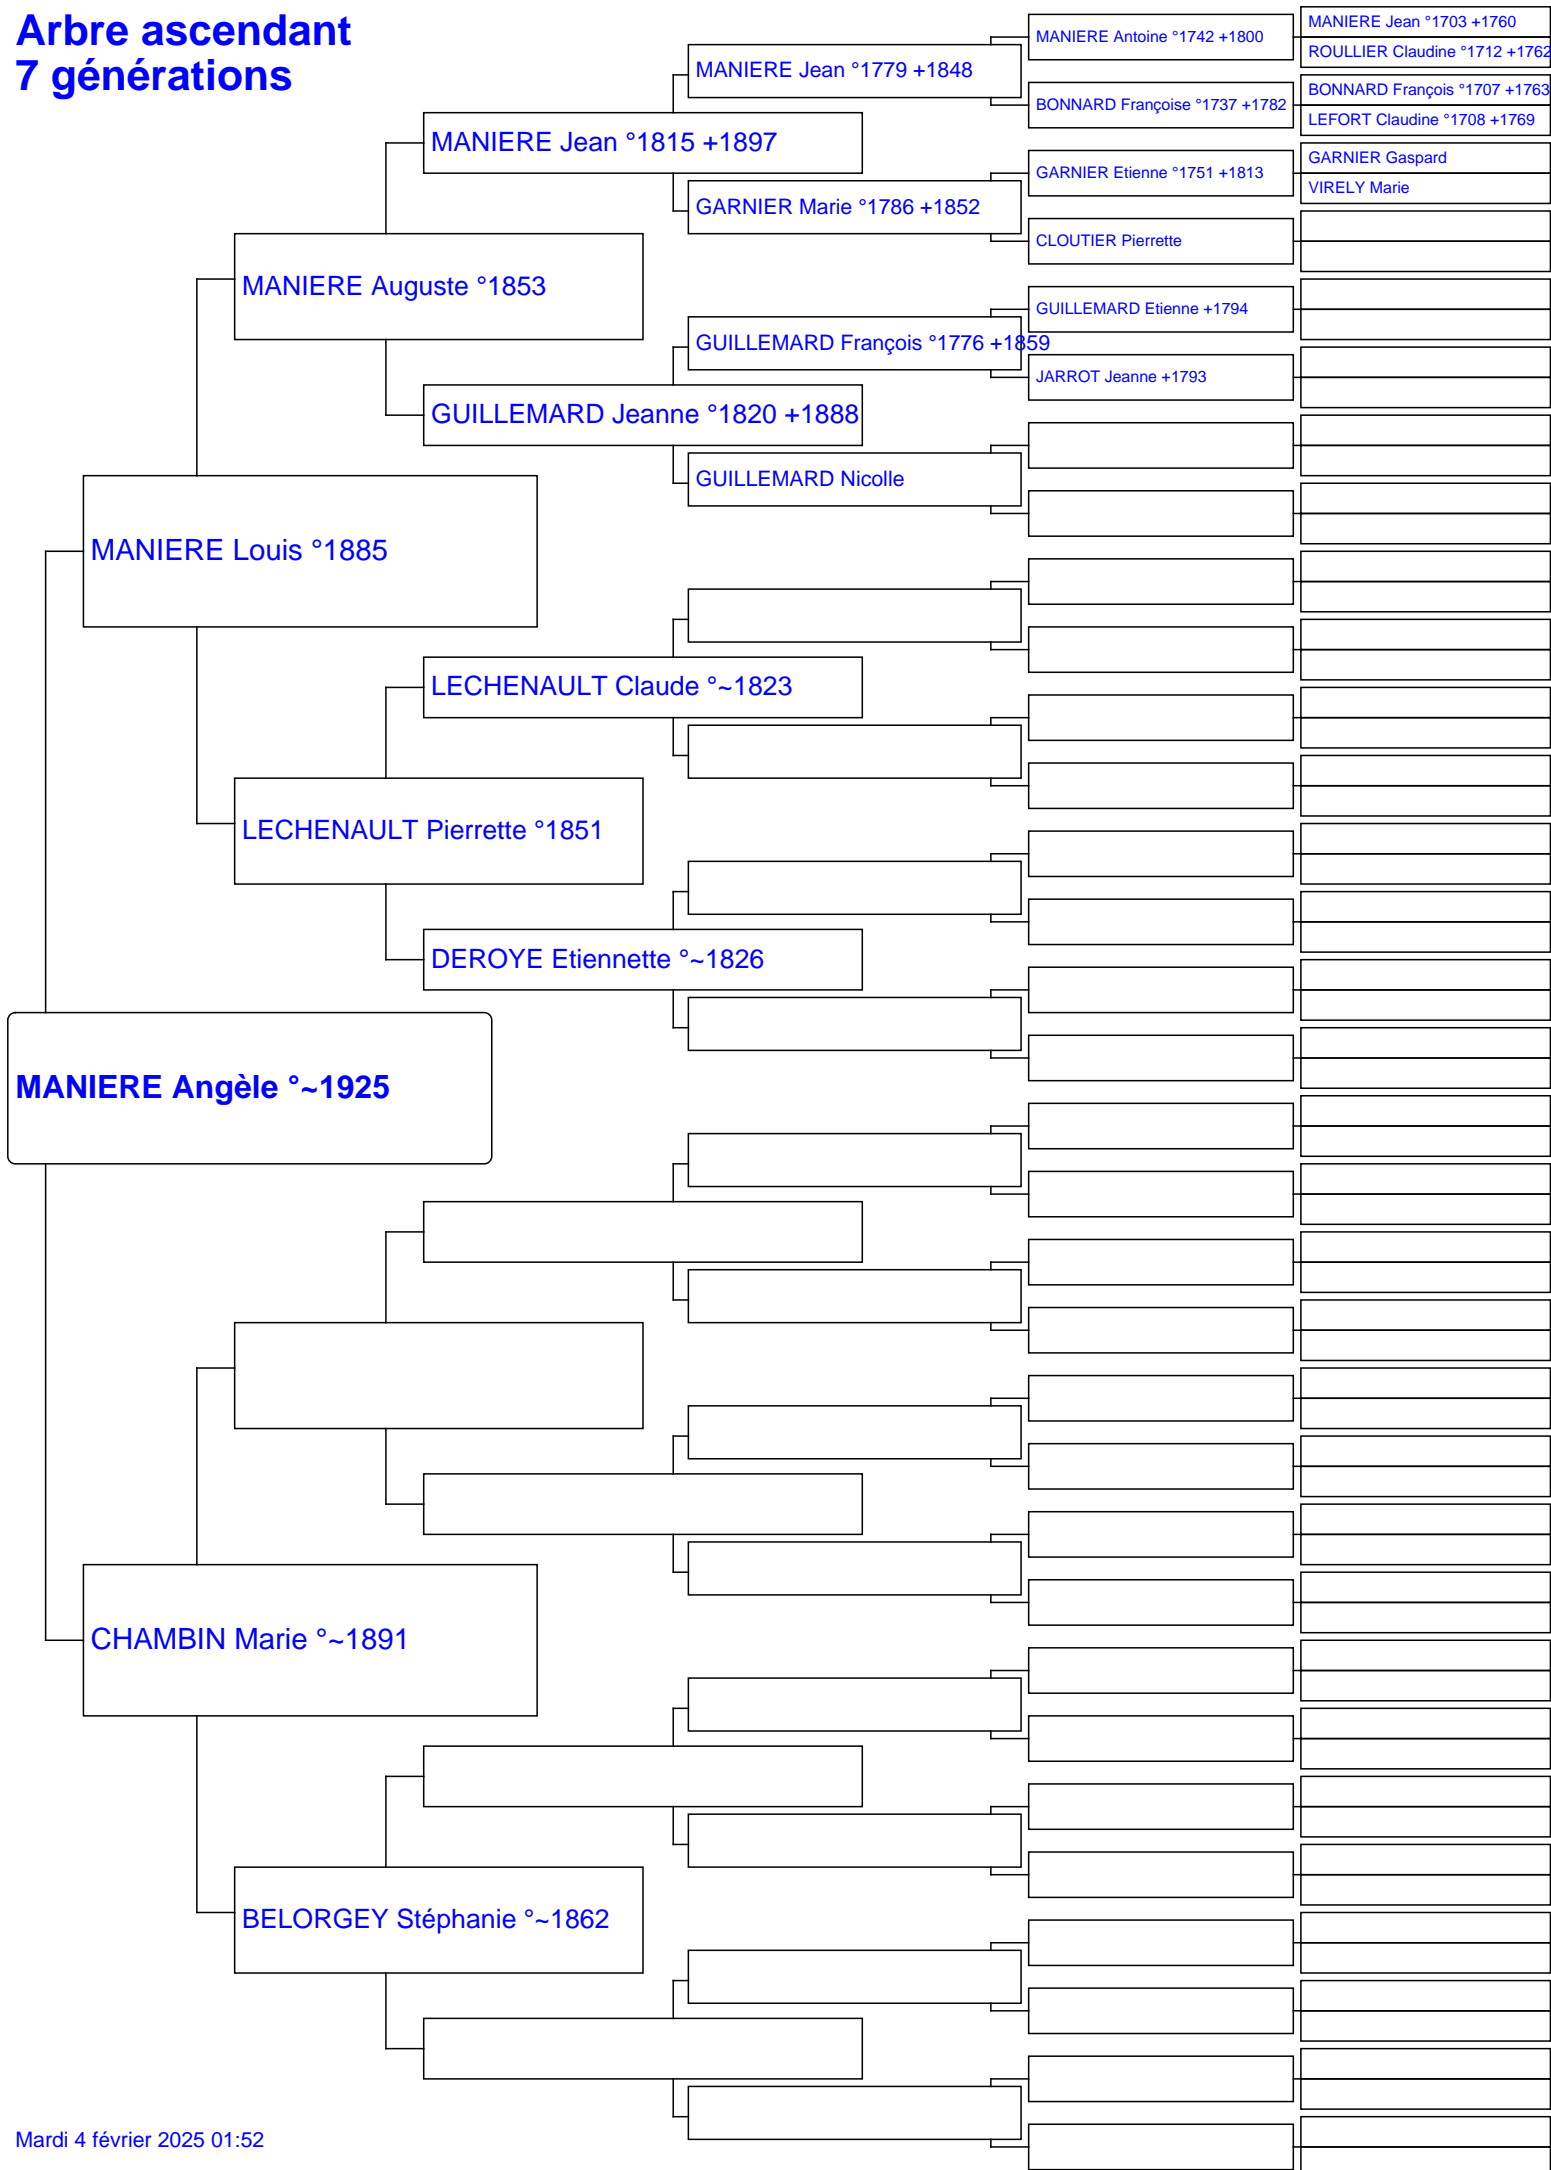 Arbre ascendant
7 générations
MANIERE Jean °1703 +1760
MANIERE Antoine °1742 +1800
ROULLIER Claudine °1712 +1762
MANIERE Jean °1779 +1848
BONNARD François °1707 +1763
BONNARD Françoise °1737 +1782
LEFORT Claudine °1708 +1769
MANIERE Jean °1815 +1897
GARNIER Gaspard
GARNIER Etienne °1751 +1813
VIRELY Marie
GARNIER Marie °1786 +1852
CLOUTIER Pierrette
MANIERE Auguste °1853
GUILLEMARD Etienne +1794
GUILLEMARD François °1776 +1859
JARROT Jeanne +1793
GUILLEMARD Jeanne °1820 +1888
GUILLEMARD Nicolle
MANIERE Louis °1885
LECHENAULT Claude °~1823
LECHENAULT Pierrette °1851
DEROYE Etiennette °~1826
MANIERE Angèle °~1925
CHAMBIN Marie °~1891
BELORGEY Stéphanie °~1862
Mardi 4 février 2025 01:52